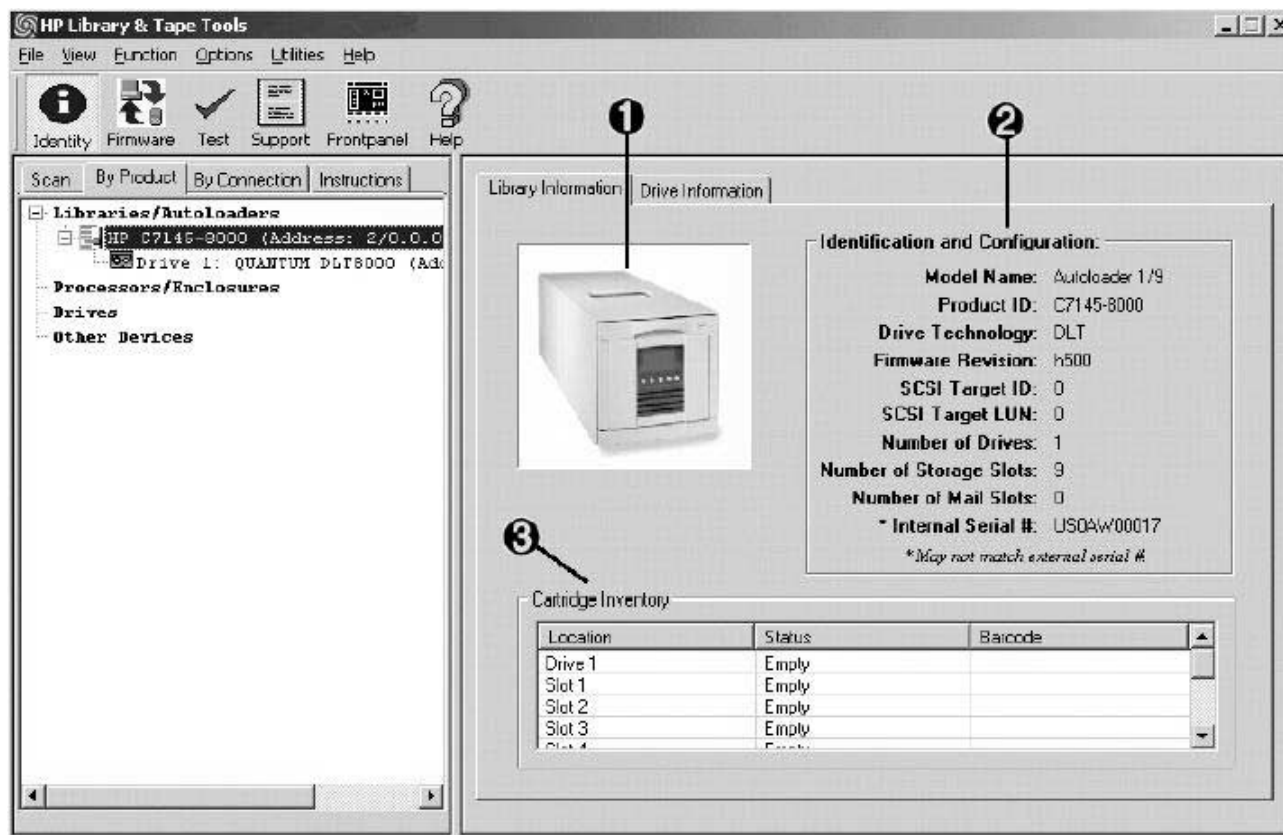 HP Library & Tape Tools
File View Function Options Utilities Help
Identity Firmware Test Support Frontpanel Help
1
2
Scan By Product By Connection Instructions
Library Information Drive Information
Libraries/Autoloaders
HP C7145-8000 (Address: 2/0.0.0
Drive 1: QUANTUM DLT8000 (Add
Processors/Enclosures
Drives
Other Devices
Identification and Configuration:
Model Name: Autoloader 1/9
Product ID: C7145-8000
Drive Technology: DLT
Firmware Revision: h500
SCSI Target ID: 0
SCSI Target LUN: 0
Number of Drives: 1
Number of Storage Slots: 9
Number of Mail Slots: 0
* Internal Serial #: US0AW00017
*May not match external serial #.
3
Cartridge Inventory
Location Status Barcode
Drive 1 Empty
Slot 1 Empty
Slot 2 Empty
Slot 3 Empty
Slot 4 Empty